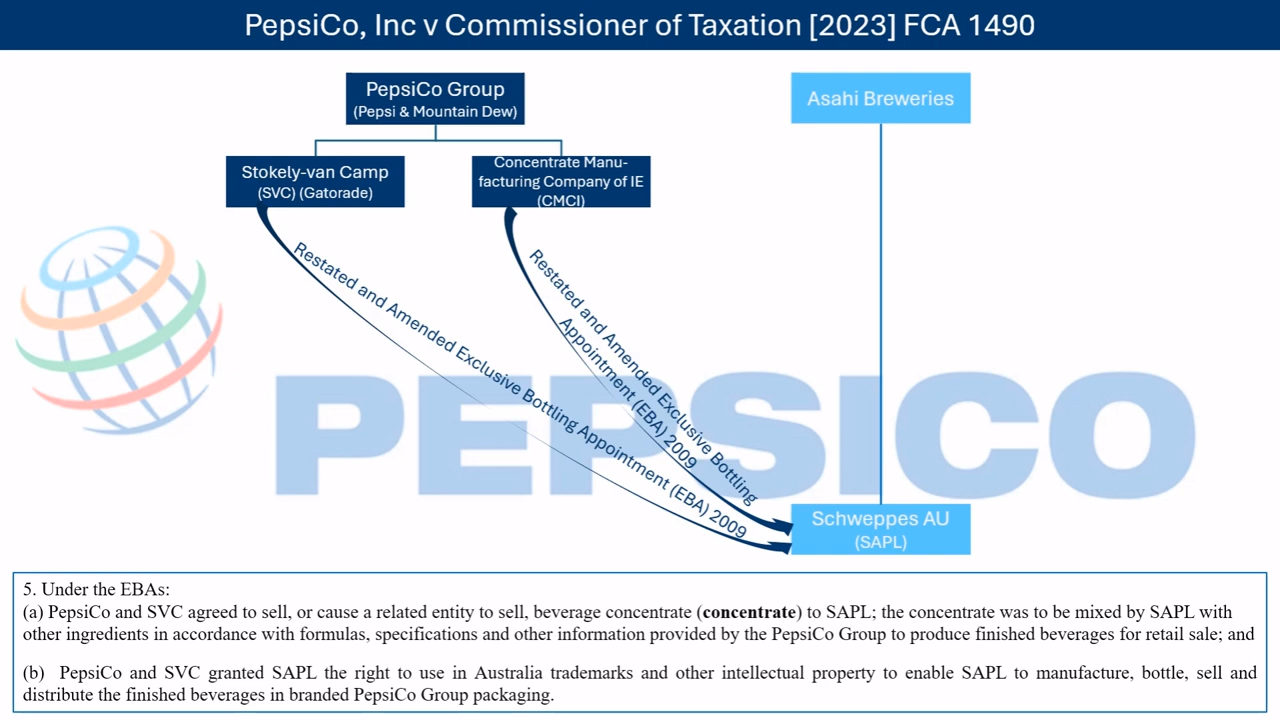 PepsiCo, Inc v Commissioner of Taxation [2023] FCA 1490
PepsiCo Group
(Pepsi & Mountain Dew)
Asahi Breweries
Stokely-van Camp
(SVC) (Gatorade)
Concentrate Manu-
facturing Company of IE
(CMCI)
Restated and Amended Exclusive Bottling Appointment (EBA) 2009
Restated and Amended Exclusive Bottling
Appointment (EBA) 2009
PEPSICO
Schweppes AU
(SAPL)
5. Under the EBAs:
(a) PepsiCo and SVC agreed to sell, or cause a related entity to sell, beverage concentrate (concentrate) to SAPL; the concentrate was to be mixed by SAPL with
other ingredients in accordance with formulas, specifications and other information provided by the PepsiCo Group to produce finished beverages for retail sale; and
(b) PepsiCo and SVC granted SAPL the right to use in Australia trademarks and other intellectual property to enable SAPL to manufacture, bottle, sell and
distribute the finished beverages in branded PepsiCo Group packaging.